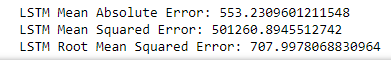 LSTM Mean Absolute Error: 553.2309601211548
LSTM Mean Squared Error: 501260.8945512742
LSTM Root Mean Squared Error: 707.9978068830964